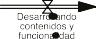 Desarrollando
contenidos y
funcionalidad